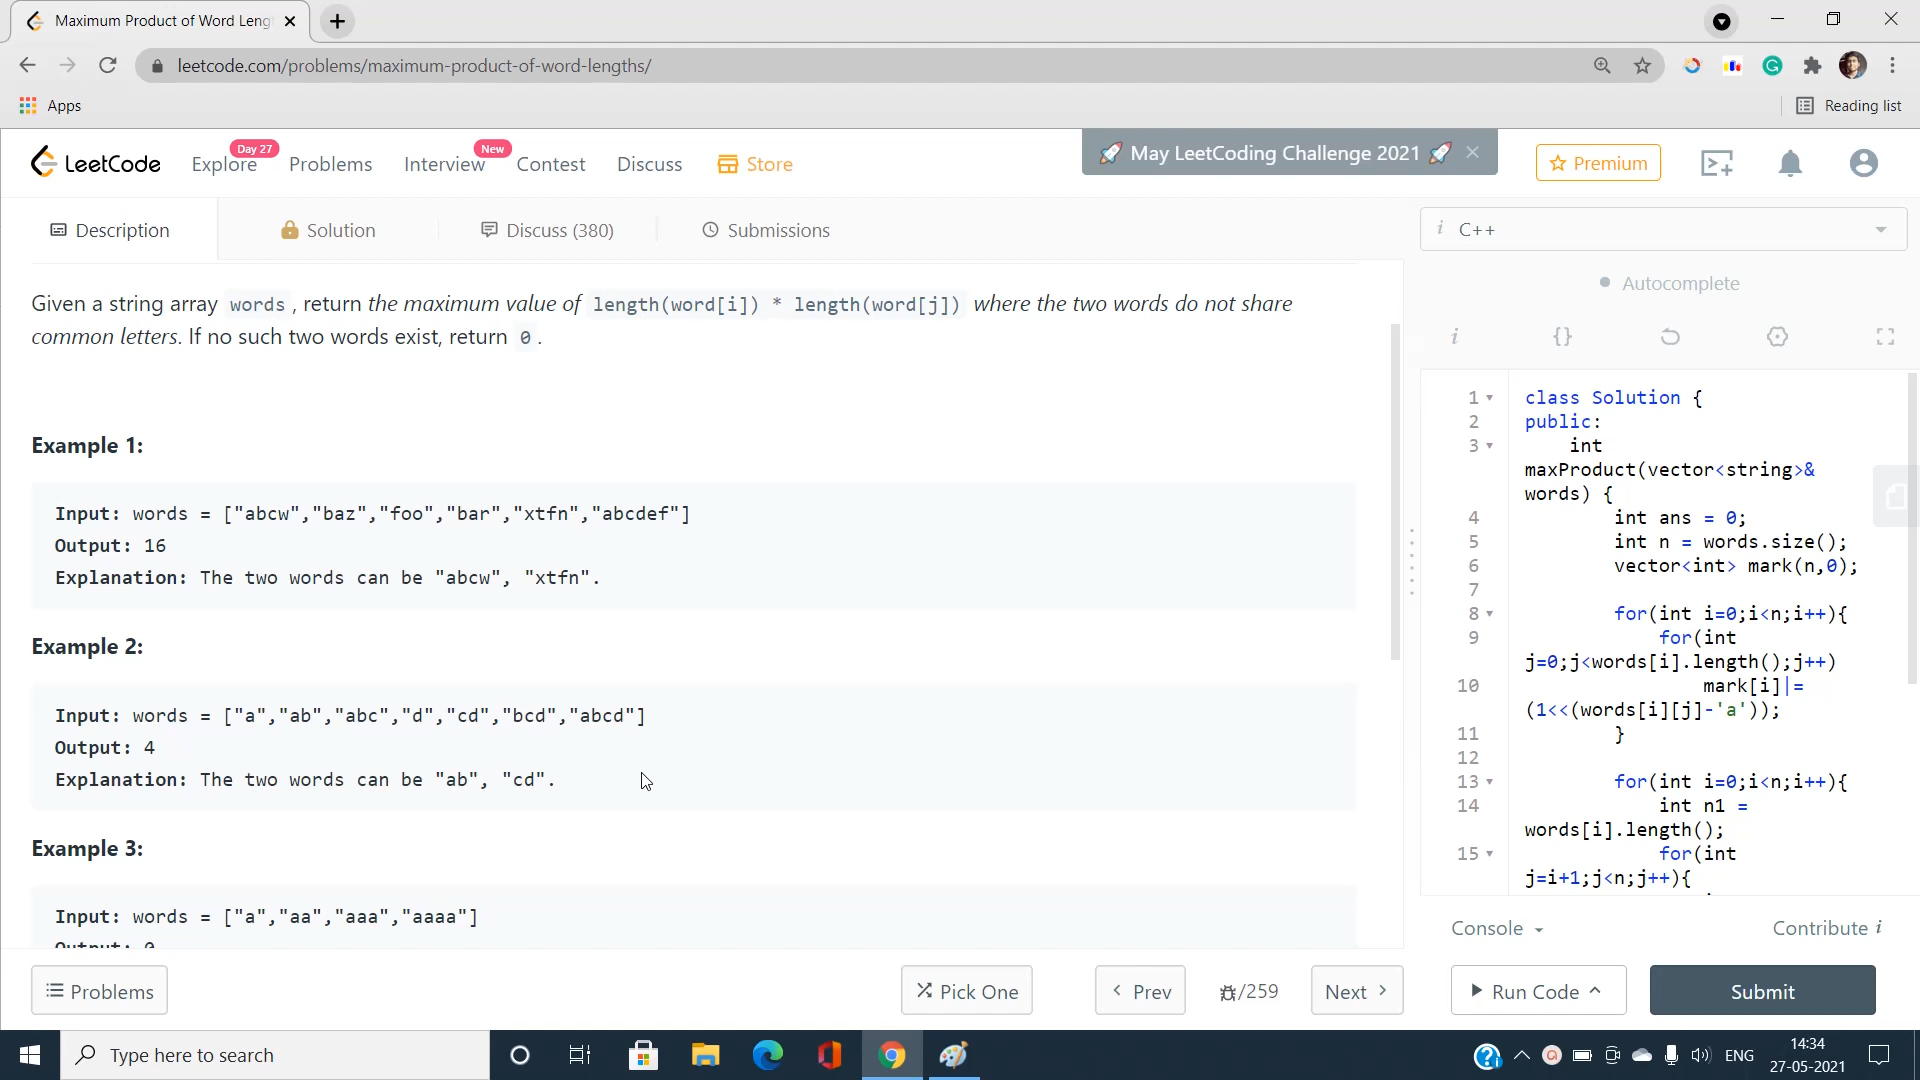 Maximum Product of Word Leng
leetcode.com/problems/maximum-product-of-word-lengths/
Apps
Reading list
LeetCode
Explore
Day 27
Problems
Interview
New
Contest
Discuss
Store
🚀 May LeetCoding Challenge 2021 🚀
Premium
Description
Solution
Discuss (380)
Submissions
i C++
Given a string array words , return the maximum value of length(word[i]) * length(word[j]) where the two words do not share
common letters. If no such two words exist, return 0 .
Example 1:
Input: words = ["abcw","baz","foo","bar","xtfn","abcdef"]
Output: 16
Explanation: The two words can be "abcw", "xtfn".
Example 2:
Input: words = ["a","ab","abc","d","cd","bcd","abcd"]
Output: 4
Explanation: The two words can be "ab", "cd".
Example 3:
Input: words = ["a","aa","aaa","aaaa"]
Output: 0
Autocomplete
i {}
1 class Solution {
2 public:
3 int
maxProduct(vector<string>&
words) {
4 int ans = 0;
5 int n = words.size();
6 vector<int> mark(n,0);
7
8 for(int i=0;i<n;i++){
9 for(int
j=0;j<words[i].length();j++)
10 mark[i]|=
(1<<(words[i][j]-'a'));
11 }
12
13 for(int i=0;i<n;i++){
14 int n1 =
words[i].length();
15 for(int
j=i+1;j<n;j++){
Console
Contribute i
Problems
Pick One
Prev
/259
Next
Run Code
Submit
Type here to search
ENG
14:34
27-05-2021